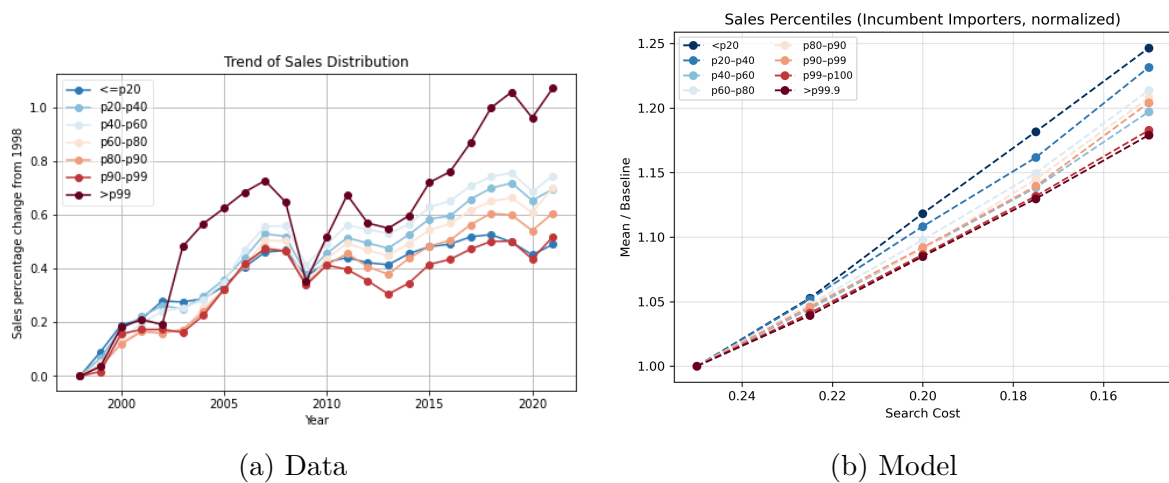 Trend of Sales Distribution
Sales percentage change from 1998
1.0
0.8
0.6
0.4
0.2
0.0
<=p20
p20-p40
p40-p60
p60-p80
p80-p90
p90-p99
>p99
2000 2005 2010 2015 2020
Year
(a) Data
Sales Percentiles (Incumbent Importers, normalized)
Mean / Baseline
1.25
1.20
1.15
1.10
1.05
1.00
<p20 p80–p90
p20–p40 p90–p99
p40–p60 p99–p100
p60–p80 >p99.9
0.24 0.22 0.20 0.18 0.16
Search Cost
(b) Model